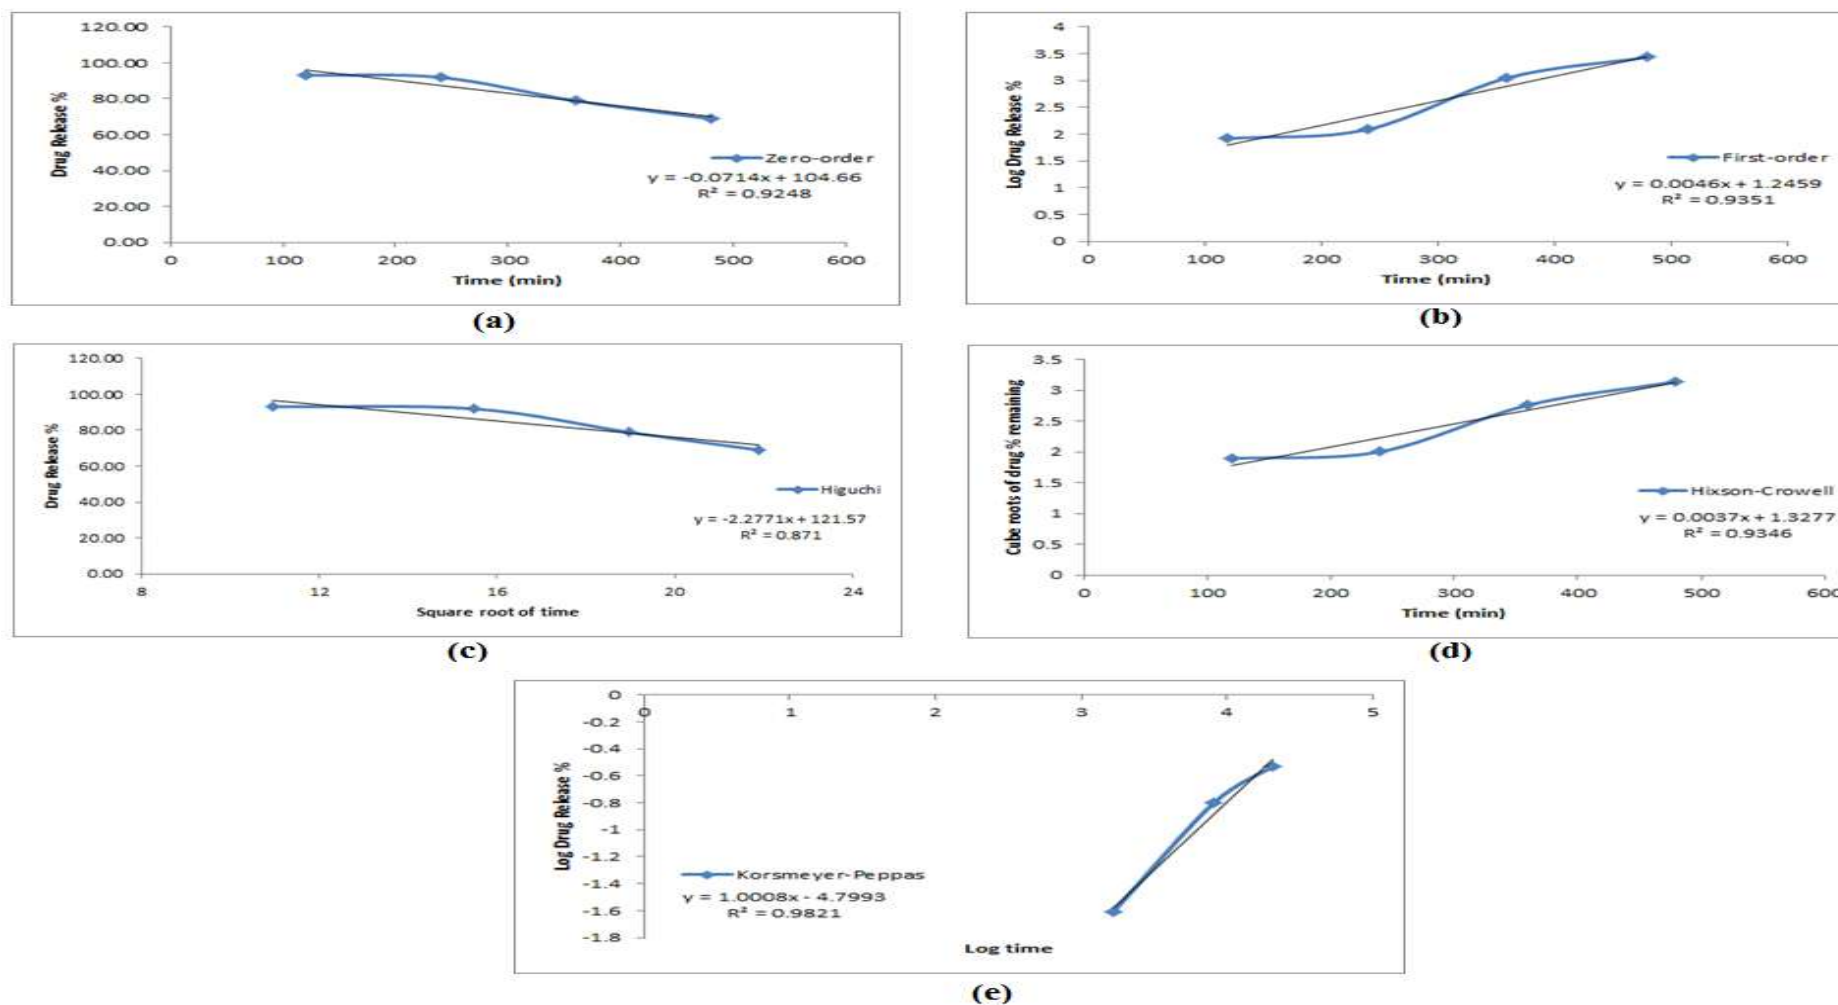 120.00
100.00
80.00
60.00
40.00
20.00
0.00
Drug Release %
Zero-order
y = -0.0714x + 104.66
R² = 0.9248
0 100 200 300 400 500 600
Time (min)
(a)
4
3.5
3
2.5
2
1.5
1
0.5
0
Log Drug Release %
First-order
y = 0.0046x + 1.2459
R² = 0.9351
0 100 200 300 400 500 600
Time (min)
(b)
120.00
100.00
80.00
60.00
40.00
20.00
0.00
Drug Release %
Higuchi
y = -2.2771x + 121.57
R² = 0.871
8 12 16 20 24
Square root of time
(c)
3.5
3
2.5
2
1.5
1
0.5
0
Cube roots of drug % remaining
Hixson-Crowell
y = 0.0037x + 1.3277
R² = 0.9346
0 100 200 300 400 500 600
Time (min)
(d)
0
-0.2
-0.4
-0.6
-0.8
-1
-1.2
-1.4
-1.6
-1.8
0 1 2 3 4 5
Log Drug Release %
Korsmeyer-Peppas
y = 1.0008x - 4.7993
R² = 0.9821
Log time
(e)